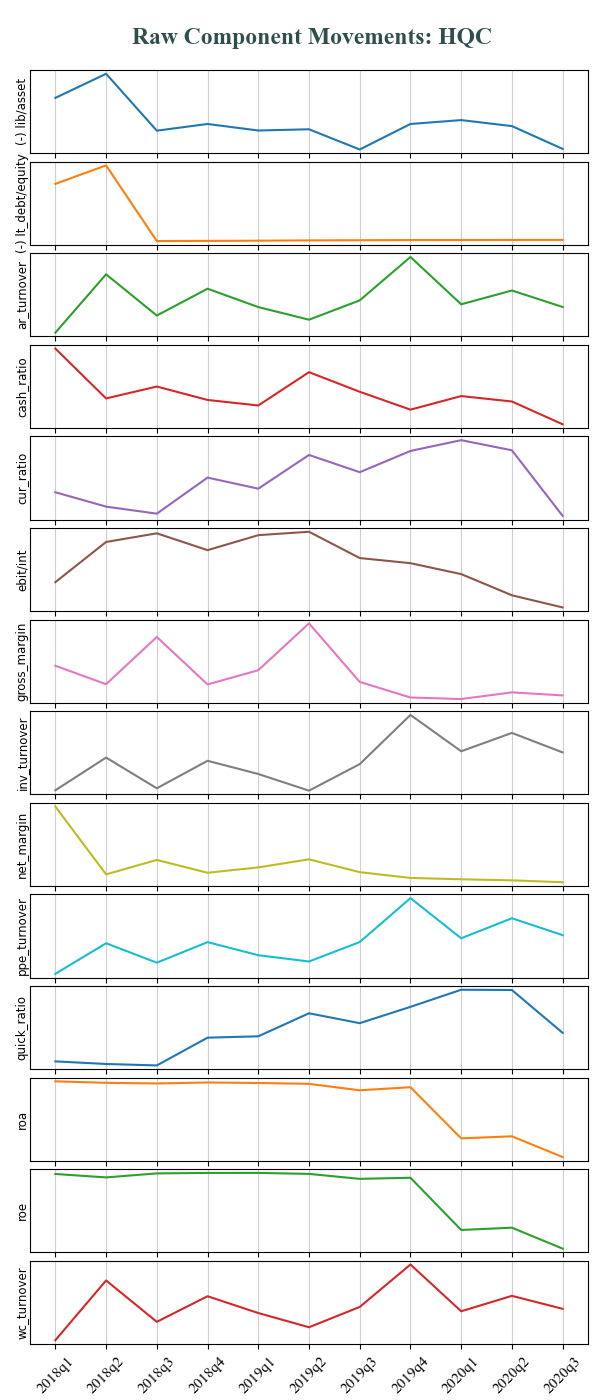 Raw Component Movements: HQC
(-) lib/asset
(-) lt_debt/equity
ar_turnover
cash_ratio
cur_ratio
ebit/int
gross_margin
inv_turnover
net_margin
ppe_turnover
quick_ratio
roa
roe
wc_turnover
2018q1 2018q2 2018q3 2018q4 2019q1 2019q2 2019q3 2019q4 2020q1 2020q2 2020q3